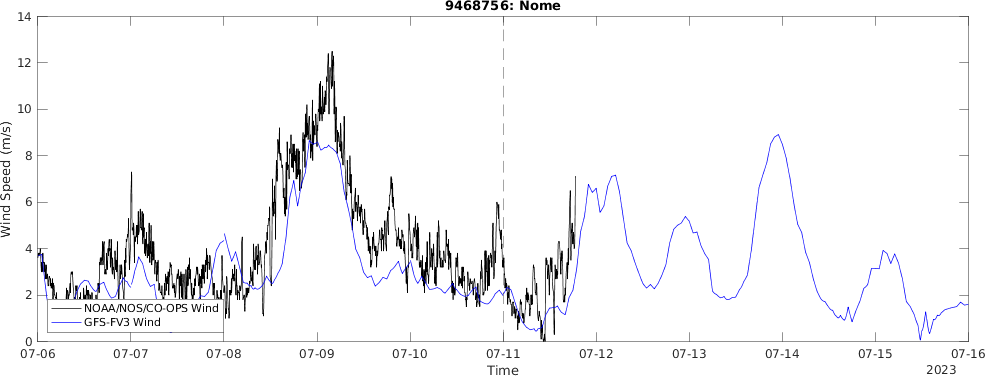 9468756: Nome
14
12
10
8
6
4
2
0
Wind Speed (m/s)
NOAA/NOS/CO-OPS Wind
GFS-FV3 Wind
07-06 07-07 07-08 07-09 07-10 07-11 07-12 07-13 07-14 07-15 07-16
Time
2023